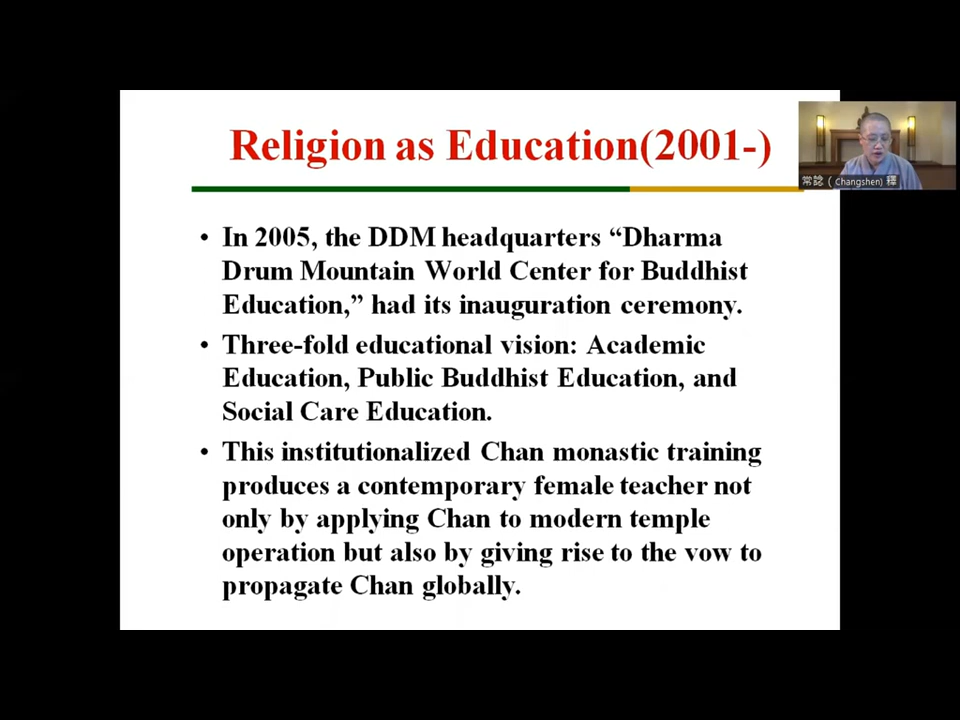 Religion as Education(2001-)
• In 2005, the DDM headquarters “Dharma
Drum Mountain World Center for Buddhist
Education,” had its inauguration ceremony.
• Three-fold educational vision: Academic
Education, Public Buddhist Education, and
Social Care Education.
• This institutionalized Chan monastic training
produces a contemporary female teacher not
only by applying Chan to modern temple
operation but also by giving rise to the vow to
propagate Chan globally.
常諗 ( Changshen) 釋